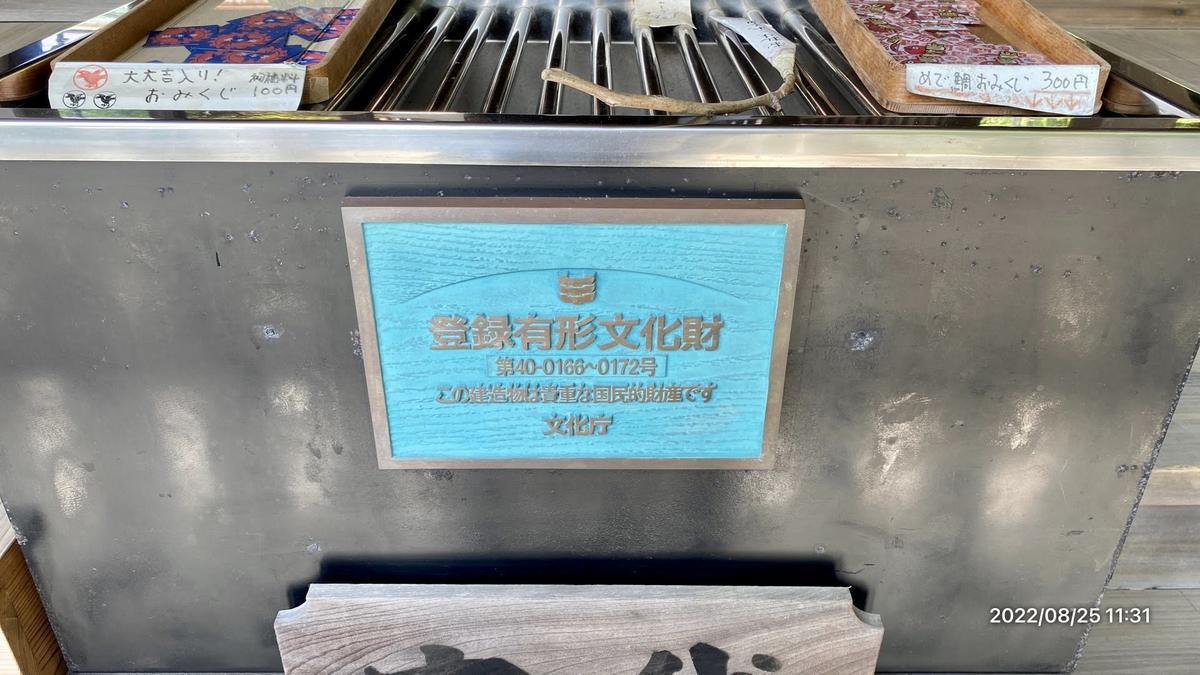 大大吉入り!
おみくじ
初穂料
100円
めで鯛おみくじ 300円
登録有形文化財
第40-0166~0172号
この建造物は貴重な国民的財産です
文化庁
2022/08/25 11:31